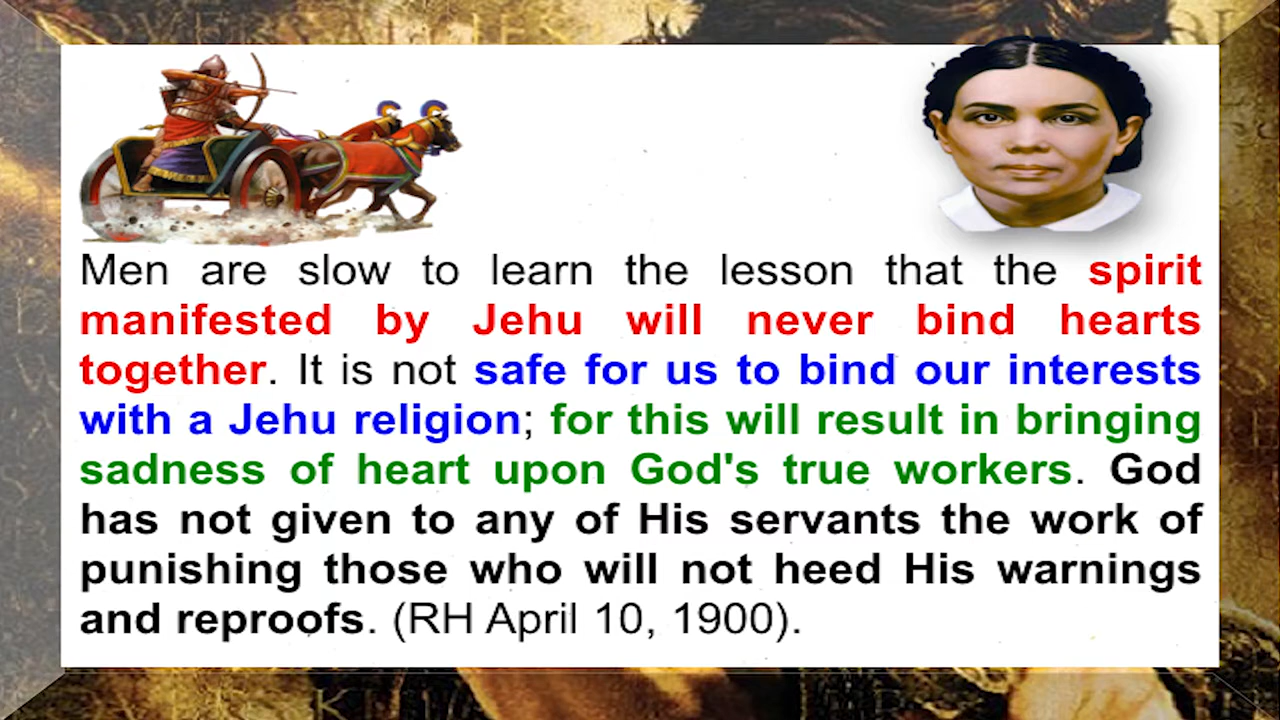 Men are slow to learn the lesson that the spirit
manifested by Jehu will never bind hearts
together. It is not safe for us to bind our interests
with a Jehu religion; for this will result in bringing
sadness of heart upon God's true workers. God
has not given to any of His servants the work of
punishing those who will not heed His warnings
and reproofs. (RH April 10, 1900).